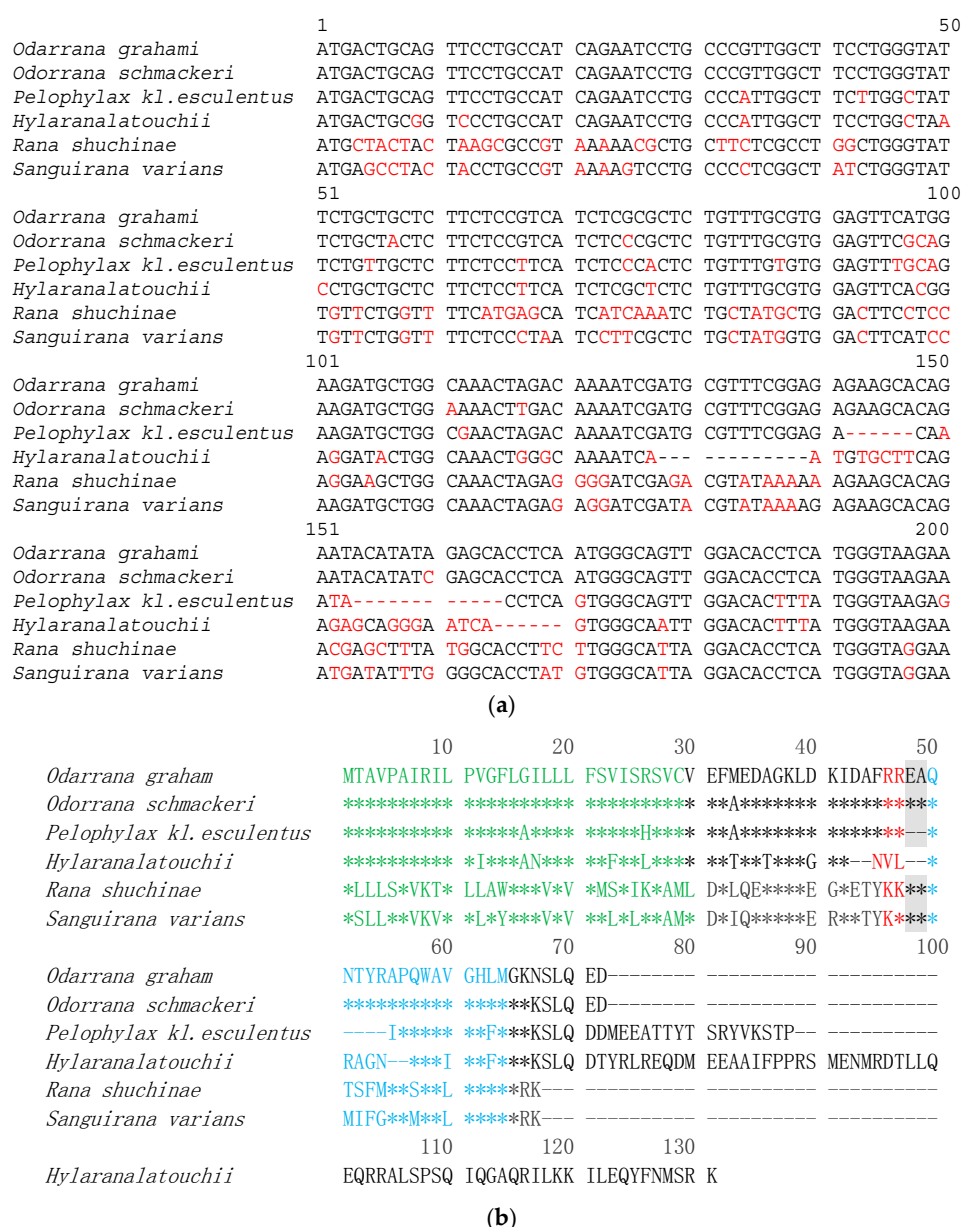 1 50
Odarrana grahami ATGACTGCAG TTCCTGCCAT CAGAATCCTG CCCGTTGGCT TCCTGGGTAT
Odorrana schmackeri ATGACTGCAG TTCCTGCCAT CAGAATCCTG CCCGTTGGCT TCCTGGGTAT
Pelophylax kl.esculentus ATGACTGCAG TTCCTGCCAT CAGAATCCTG CCCATTGGCT TCTTGGCTAT
Hylaranalatouchii ATGACTGCGG TCCCTGCCAT CAGAATCCTG CCCATTGGCT TCCTGGCTAA
Rana shuchinae ATGCTACTAC TAAGCGCCGT AAAAACGCTG CTTCTCGCCT GGCTGGGTAT
Sanguirana varians ATGAGCCTAC TACCTGCCGT AAAAGTCCTG CCCCTCGGCT ATCTGGGTAT
51 100
Odarrana grahami TCTGCTGCTC TTCTCCGTCA TCTCGCGCTC TGTTTGCGTG GAGTTCATGG
Odorrana schmackeri TCTGCTACTC TTCTCCGTCA TCTCCCGCTC TGTTTGCGTG GAGTTCGCAG
Pelophylax kl.esculentus TCTGTTGCTC TTCTCCTTCA TCTCCCACTC TGTTTGTGTG GAGTTTGCAG
Hylaranalatouchii CCTGCTGCTC TTCTCCTTCA TCTCGCTCTC TGTTTGCGTG GAGTTCACGG
Rana shuchinae TGTTCTGGTT TTCATGAGCA TCATCAAATC TGCTATGCTG GACTTCCTCC
Sanguirana varians TGTTCTGGTT TTCTCCCTAA TCCTTCGCTC TGCTATGGTG GACTTCATCC
101 150
Odarrana grahami AAGATGCTGG CAAACTAGAC AAAATCGATG CGTTTCGGAG AGAAGCACAG
Odorrana schmackeri AAGATGCTGG AAAACTTGAC AAAATCGATG CGTTTCGGAG AGAAGCACAG
Pelophylax kl.esculentus AAGATGCTGG CGAACTAGAC AAAATCGATG CGTTTCGGAG A------CAA
Hylaranalatouchii AGGATACTGG CAAACTGGGC AAAATCA--- ---------A TGTGCTTCAG
Rana shuchinae AGGAAGCTGG CAAACTAGAG GGGATCGAGA CGTATAAAAA AGAAGCACAG
Sanguirana varians AAGATGCTGG CAAACTAGAG AGGATCGATA CGTATAAAAG AGAAGCACAG
151 200
Odarrana grahami AATACATATA GAGCACCTCA ATGGGCAGTT GGACACCTCA TGGGTAAGAA
Odorrana schmackeri AATACATATC GAGCACCTCA ATGGGCAGTT GGACACCTCA TGGGTAAGAA
Pelophylax kl.esculentus ATA------- -----CCTCA GTGGGCAGTT GGACACTTTA TGGGTAAGAG
Hylaranalatouchii AGAGCAGGGA ATCA------ GTGGGCAATT GGACACTTTA TGGGTAAGAA
Rana shuchinae ACGAGCTTTA TGGCACCTTC TTGGGCATTA GGACACCTCA TGGGTAGGAA
Sanguirana varians ATGATATTTG GGGCACCTAT GTGGGCATTA GGACACCTCA TGGGTAGGAA
(a)
10 20 30 40 50
Odarrana graham MTAVPAIRIL PVGFLGILLL FSVISRSVCV EFMEDAGKLD KIDAFRREAQ
Odorrana schmackeri ********** ********** ********** **A******* **********
Pelophylax kl.esculentus ********** *****A**** *****H**** **A******* ********--*
Hylaranalatouchii ********** **I***AN*** **F**L**** **T**T***G **--NVL--*
Rana shuchinae *LLLS*VKT* LLAW***V*V *MS*IK*AML D*LQE****E G*ETYKK***
Sanguirana varians *SLL**VKV* *L*Y***V*V **L*L**AM* D*IQ*****E R**TYK****
60 70 80 90 100
Odarrana graham NTYRAPQWAV GHLMGKNSLQ ED-------- ---------- ----------
Odorrana schmackeri ********** ******KSLQ ED-------- ---------- ----------
Pelophylax kl.esculentus ----I***** **F***KSLQ DDMEEATTYT SRYVKSTP-- ----------
Hylaranalatouchii RAGN--***I **F***KSLQ DTYRLREQDM EEAAIFPPRS MENMRDTLLQ
Rana shuchinae TSFM**S**L *****RK--- ---------- ---------- ----------
Sanguirana varians MIFG**M**L *****RK--- ---------- ---------- ----------
110 120 130
Hylaranalatouchii EQRRALSPSQ IQGAQRILKK ILEQYFNMSR K
(b)